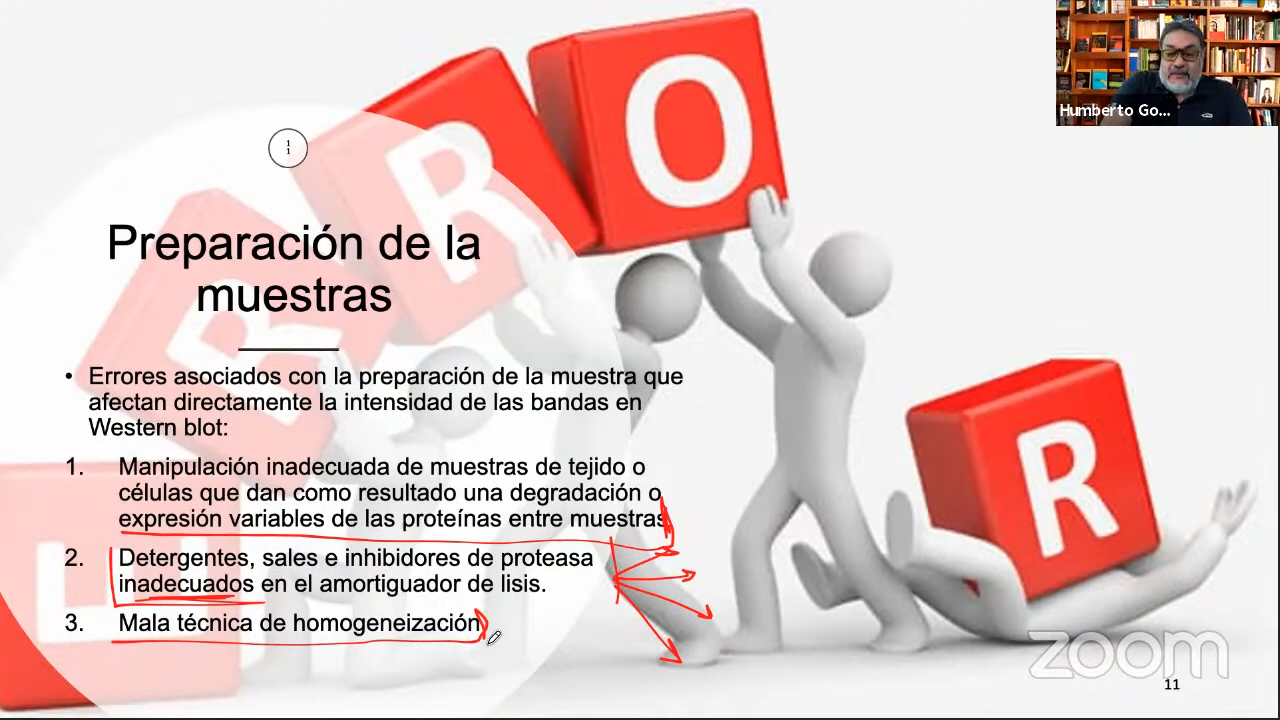 Humberto Go...
O
R
R
R
E
1
1
Preparación de la
muestras
• Errores asociados con la preparación de la muestra que
afectan directamente la intensidad de las bandas en
Western blot:
1. Manipulación inadecuada de muestras de tejido o
células que dan como resultado una degradación o
expresión variables de las proteínas entre muestras
2. Detergentes, sales e inhibidores de proteasa
inadecuados en el amortiguador de lisis.
3. Mala técnica de homogeneización
zoom
11